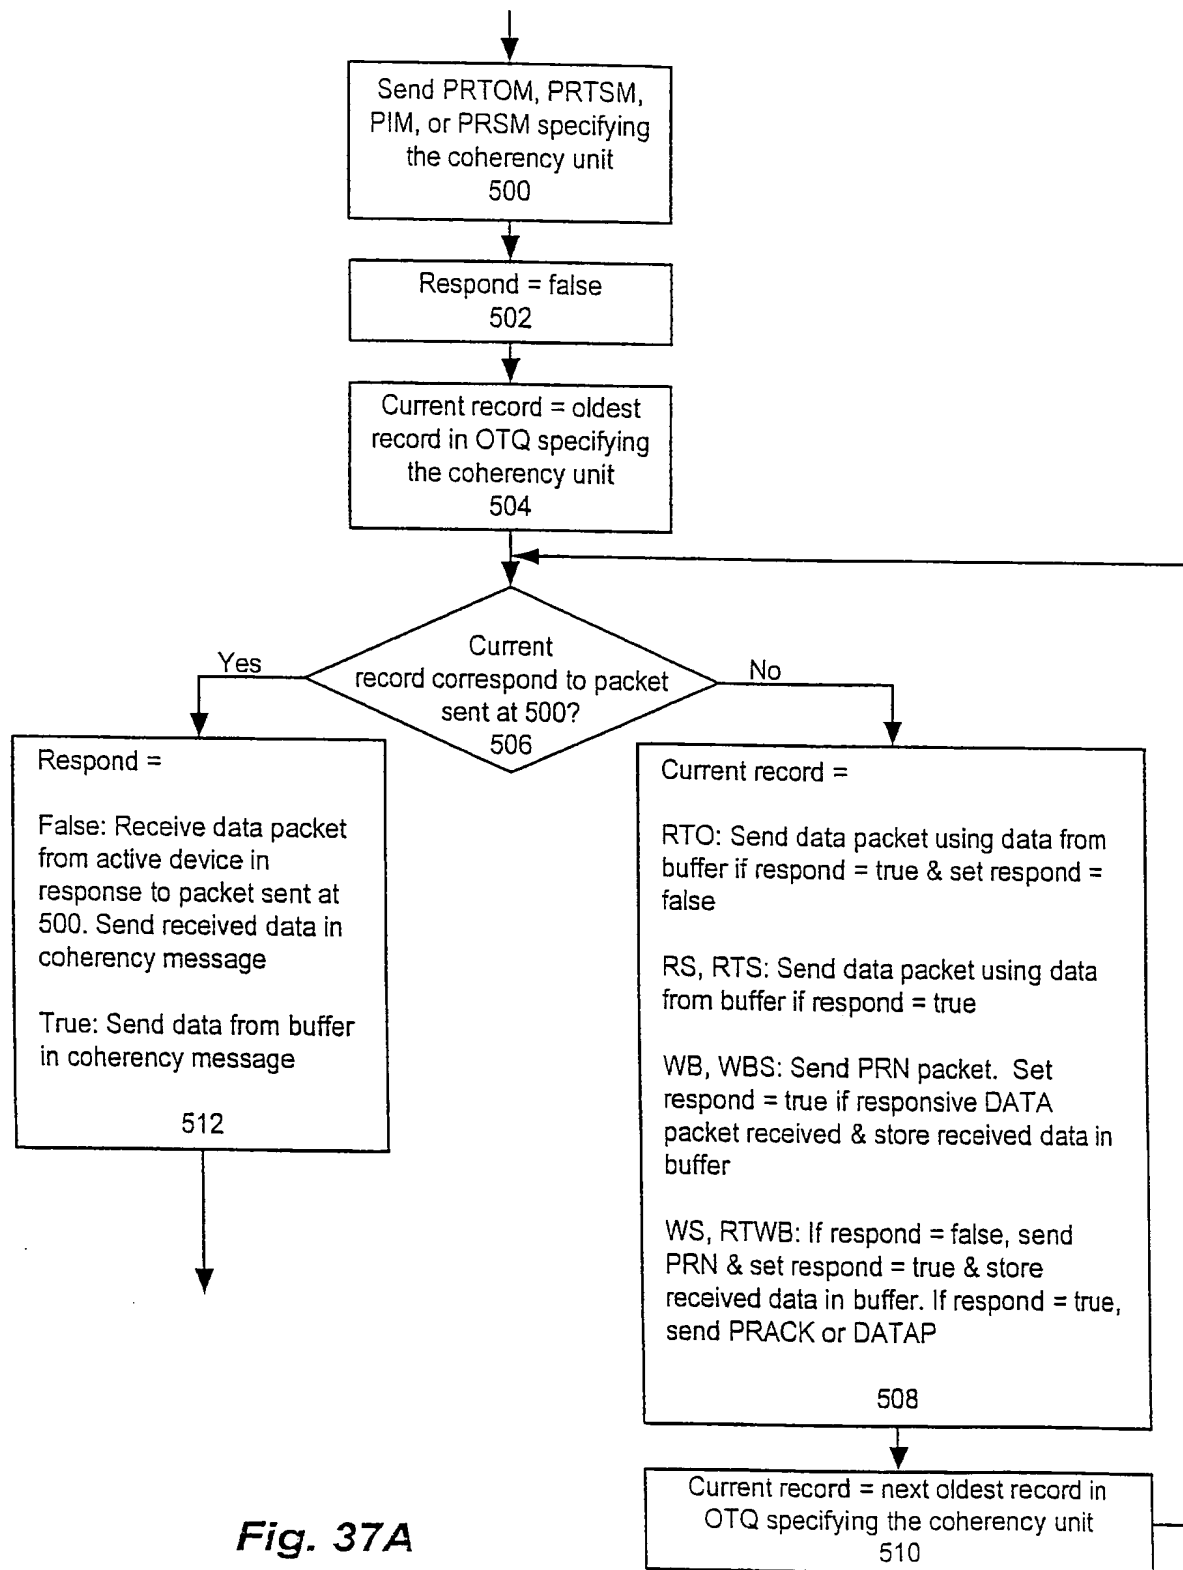 Send PRTOM, PRTSM,
PIM, or PRSM specifying
the coherency unit
500
Respond = false
502
Current record = oldest
record in OTQ specifying
the coherency unit
504
Current
record correspond to packet
sent at 500?
506
Yes
No
Respond =
False: Receive data packet
from active device in
response to packet sent at
500. Send received data in
coherency message
True: Send data from buffer
in coherency message
512
Current record =
RTO: Send data packet using data from
buffer if respond = true & set respond =
false
RS, RTS: Send data packet using data
from buffer if respond = true
WB, WBS: Send PRN packet. Set
respond = true if responsive DATA
packet received & store received data in
buffer
WS, RTWB: If respond = false, send
PRN & set respond = true & store
received data in buffer. If respond = true,
send PRACK or DATAP
508
Current record = next oldest record in
OTQ specifying the coherency unit
510
Fig. 37A